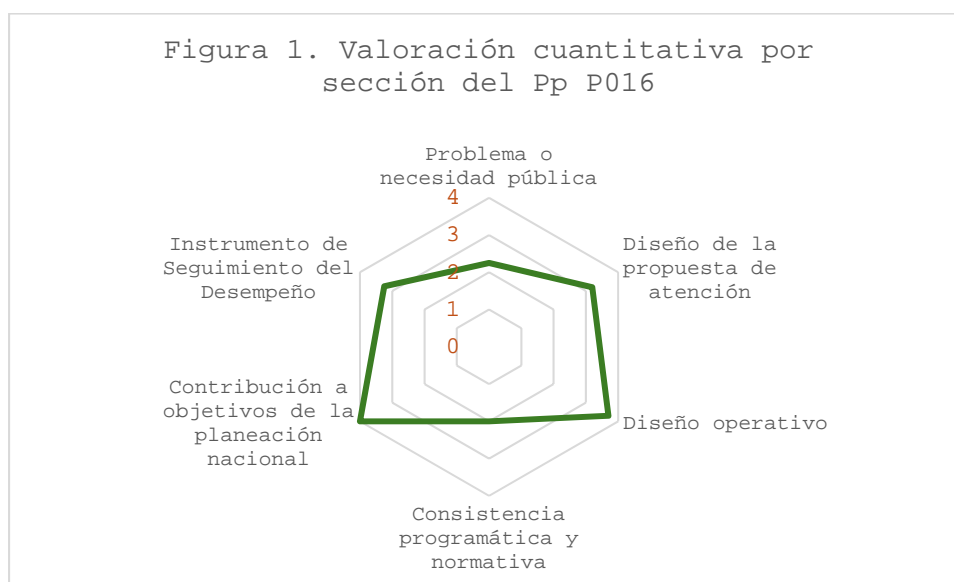 Figura 1. Valoración cuantitativa por
sección del Pp P016
Problema o
necesidad pública
4
3
2
1
0
Diseño de la
propuesta de
atención
Diseño operativo
Consistencia
programática y
normativa
Contribución a
objetivos de la
planeación
nacional
Instrumento de
Seguimiento del
Desempeño